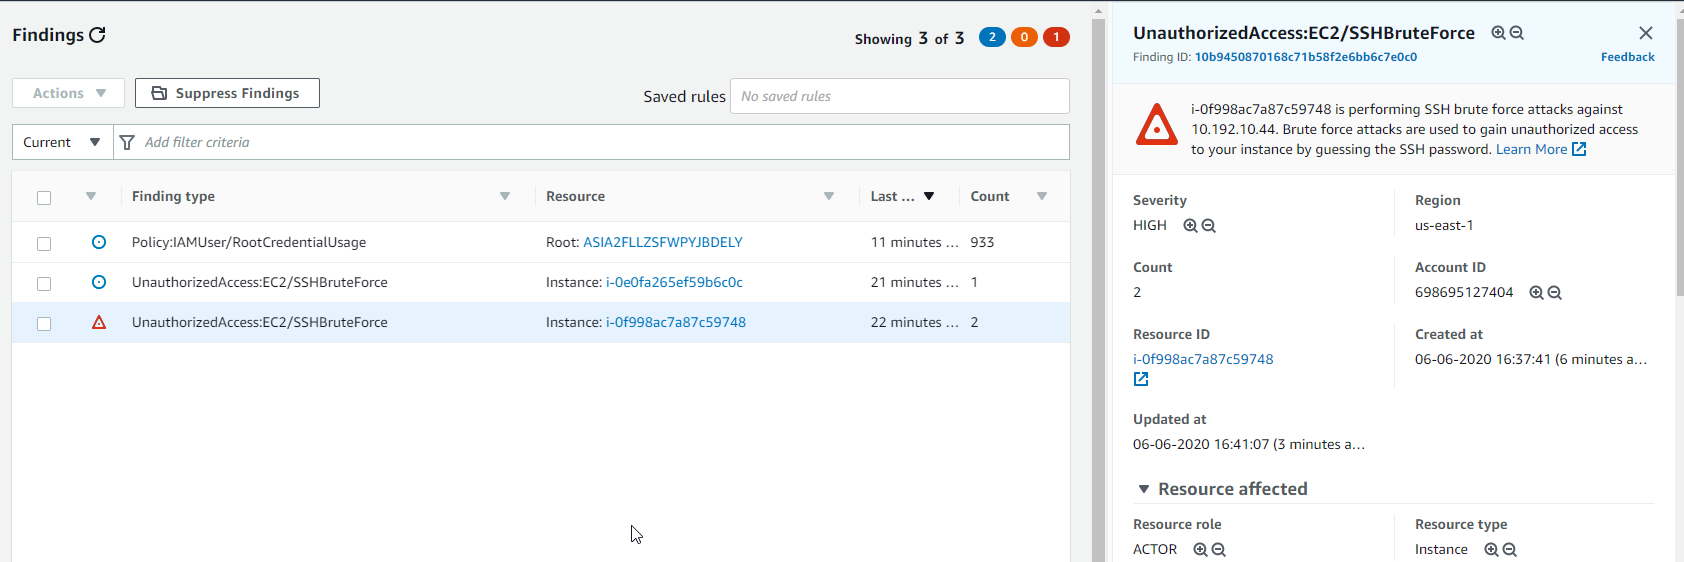 Findings
Showing 3 of 3 2 0 1
Actions Suppress Findings Saved rules No saved rules
Current Add filter criteria
Finding type Resource Last ... Count
Policy:IAMUser/RootCredentialUsage Root: ASIA2FLLZSFWPYJBDELY 11 minutes ... 933
UnauthorizedAccess:EC2/SSHBruteForce Instance: i-0e0fa265ef59b6c0c 21 minutes ... 1
UnauthorizedAccess:EC2/SSHBruteForce Instance: i-0f998ac7a87c59748 22 minutes ... 2
UnauthorizedAccess:EC2/SSHBruteForce
Finding ID: 10b9450870168c71b58f2e6bb6c7e0c0 Feedback
i-0f998ac7a87c59748 is performing SSH brute force attacks against
10.192.10.44. Brute force attacks are used to gain unauthorized access
to your instance by guessing the SSH password. Learn More
Severity Region
HIGH us-east-1
Count Account ID
2 698695127404
Resource ID Created at
i-0f998ac7a87c59748 06-06-2020 16:37:41 (6 minutes a...
Updated at
06-06-2020 16:41:07 (3 minutes a...
Resource affected
Resource role Resource type
ACTOR Instance